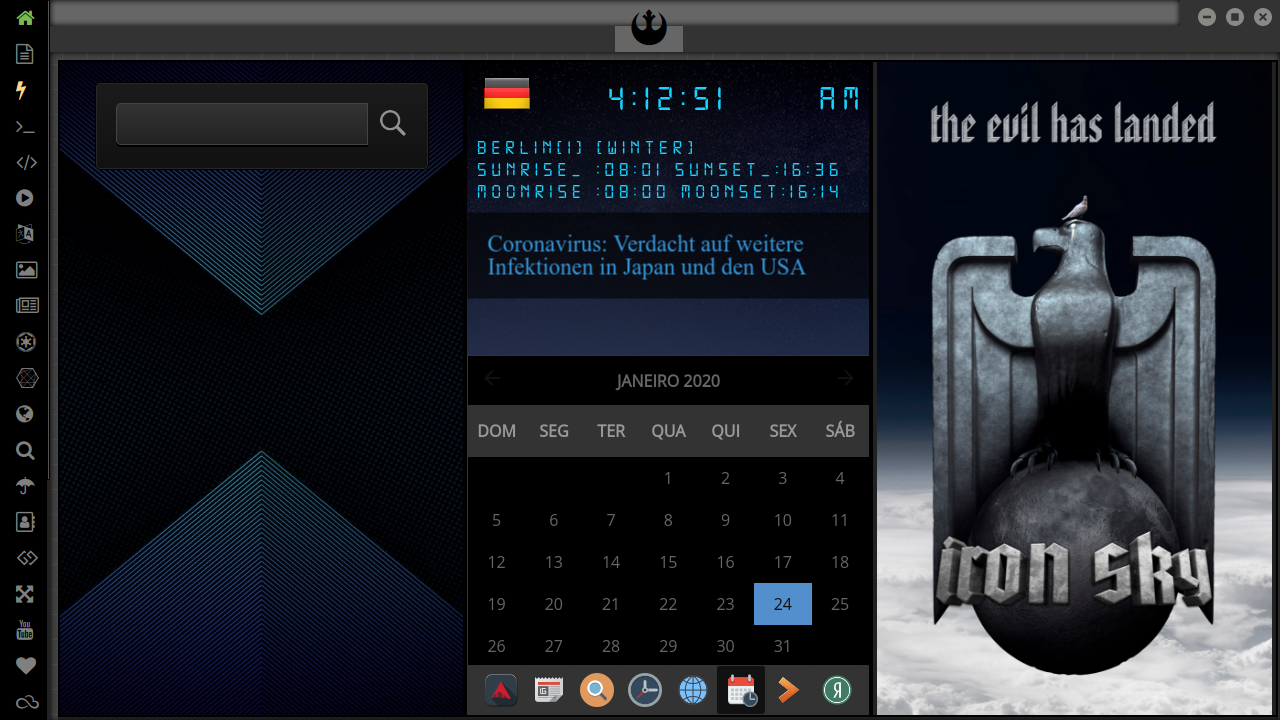 4:12:51 AM
BERLIN(1) (WINTER)
SUNRISE_ :08:01 SUNSET_:16:36
MOONRISE :08:00 MOONSET:16:14
Coronavirus: Verdacht auf weitere
Infektionen in Japan und den USA
JANEIRO 2020
DOM SEG TER QUA QUI SEX SÁB
1 2 3 4
5 6 7 8 9 10 11
12 13 14 15 16 17 18
19 20 21 22 23 24 25
26 27 28 29 30 31
the evil has landed
iron sky
You
Tube
Я